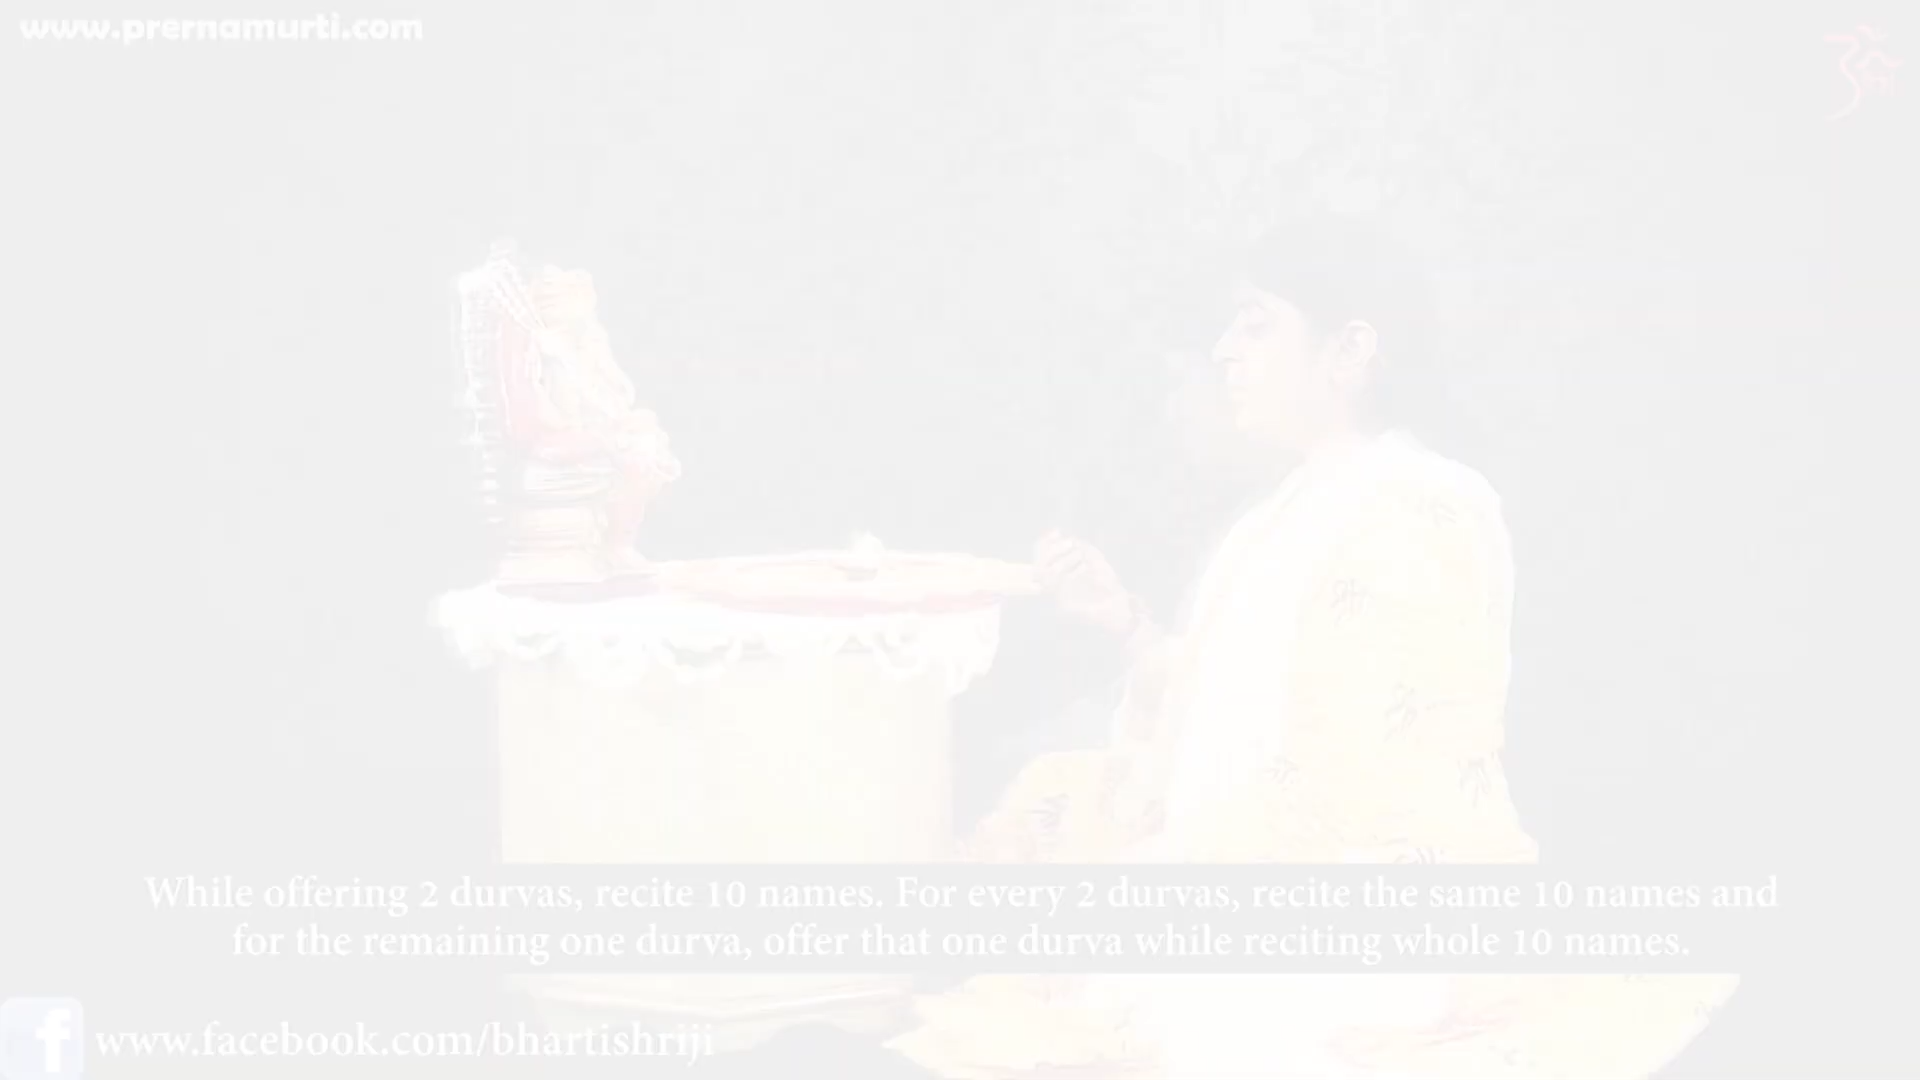 www.prernamurti.com
While offering 2 durvas, recite 10 names. For every 2 durvas, recite the same 10 names and
for the remaining one durva, offer that one durva while reciting whole 10 names.
f www.facebook.com/bhartishriji